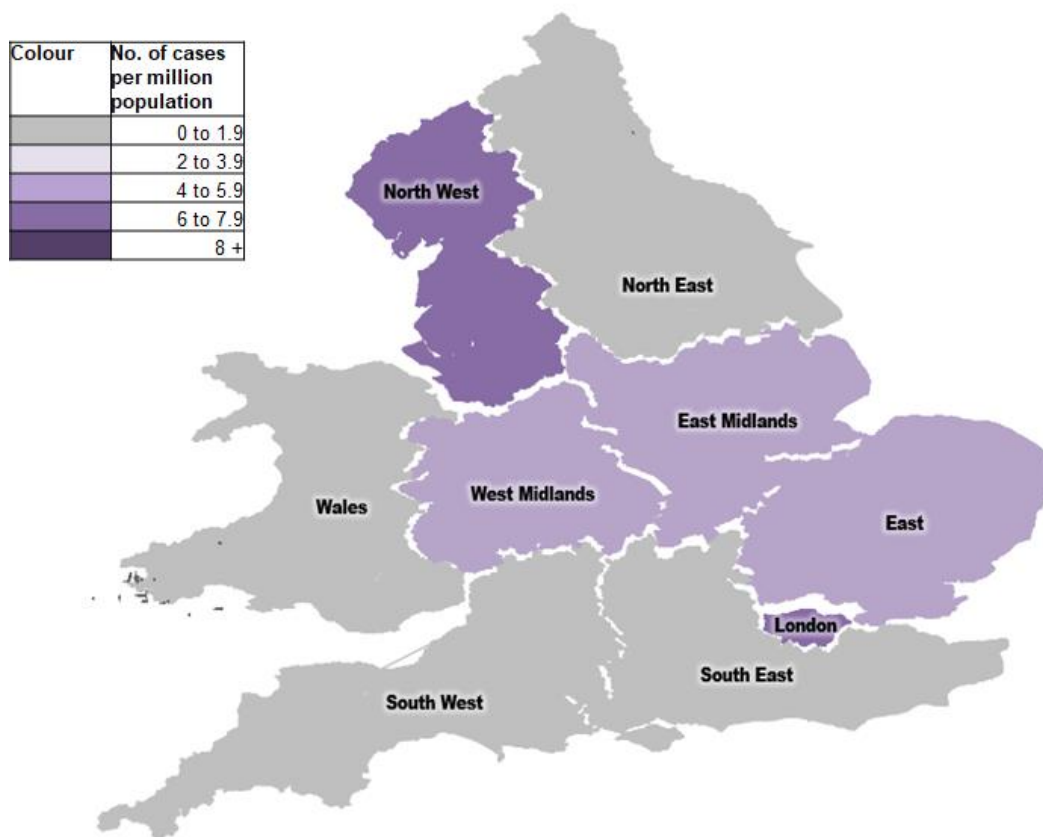 Colour No. of cases
per million
population
0 to 1.9
2 to 3.9
4 to 5.9
6 to 7.9
8 +
North West
North East
East Midlands
West Midlands
Wales
East
London
South East
South West